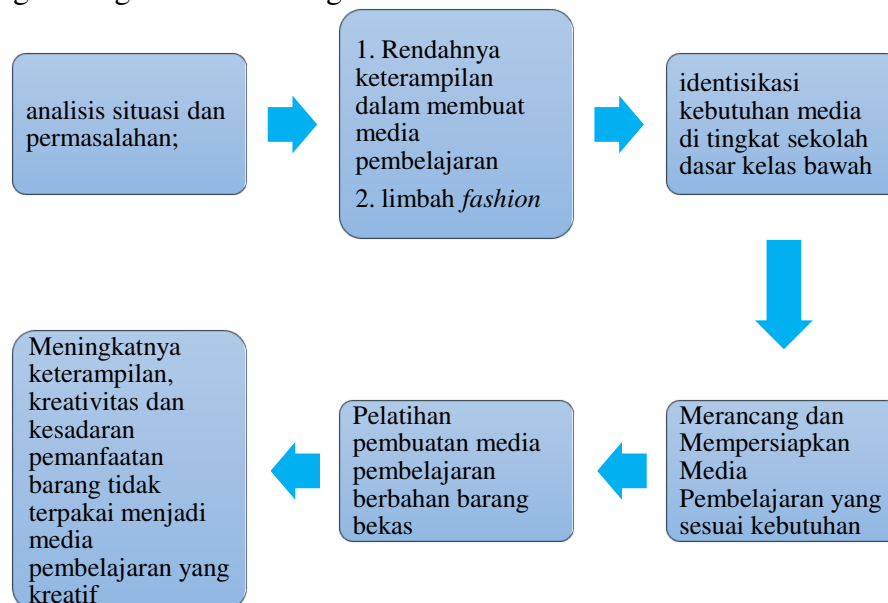 analisis situasi dan
permasalahan;
1. Rendahnya
keterampilan
dalam membuat
media
pembelajaran
2. limbah fashion
identisikasi
kebutuhan media
di tingkat sekolah
dasar kelas bawah
Merancang dan
Mempersiapkan
Media
Pembelajaran yang
sesuai kebutuhan
Pelatihan
pembuatan media
pembelajaran
berbahan barang
bekas
Meningkatnya
keterampilan,
kreativitas dan
kesadaran
pemanfaatan
barang tidak
terpakai menjadi
media
pembelajaran yang
kreatif